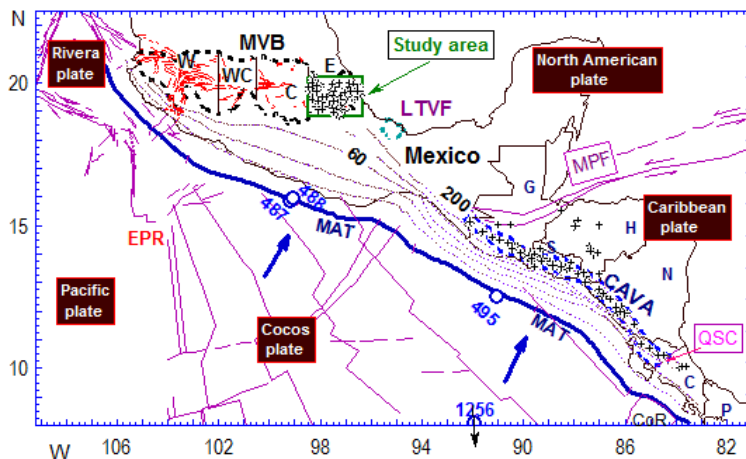 N
MVB
E
Study area
Rivera
plate
W
WC
C
North American
plate
20
LTVF
60
Mexico
MPF
200
G
488
487
MAT
15
EPR
S
H
Caribbean
plate
CAVA
N
Pacific
plate
Cocos
plate
495
MAT
QSC
10
C
P
1256
CoR
W
106
102
98
94
90
86
82